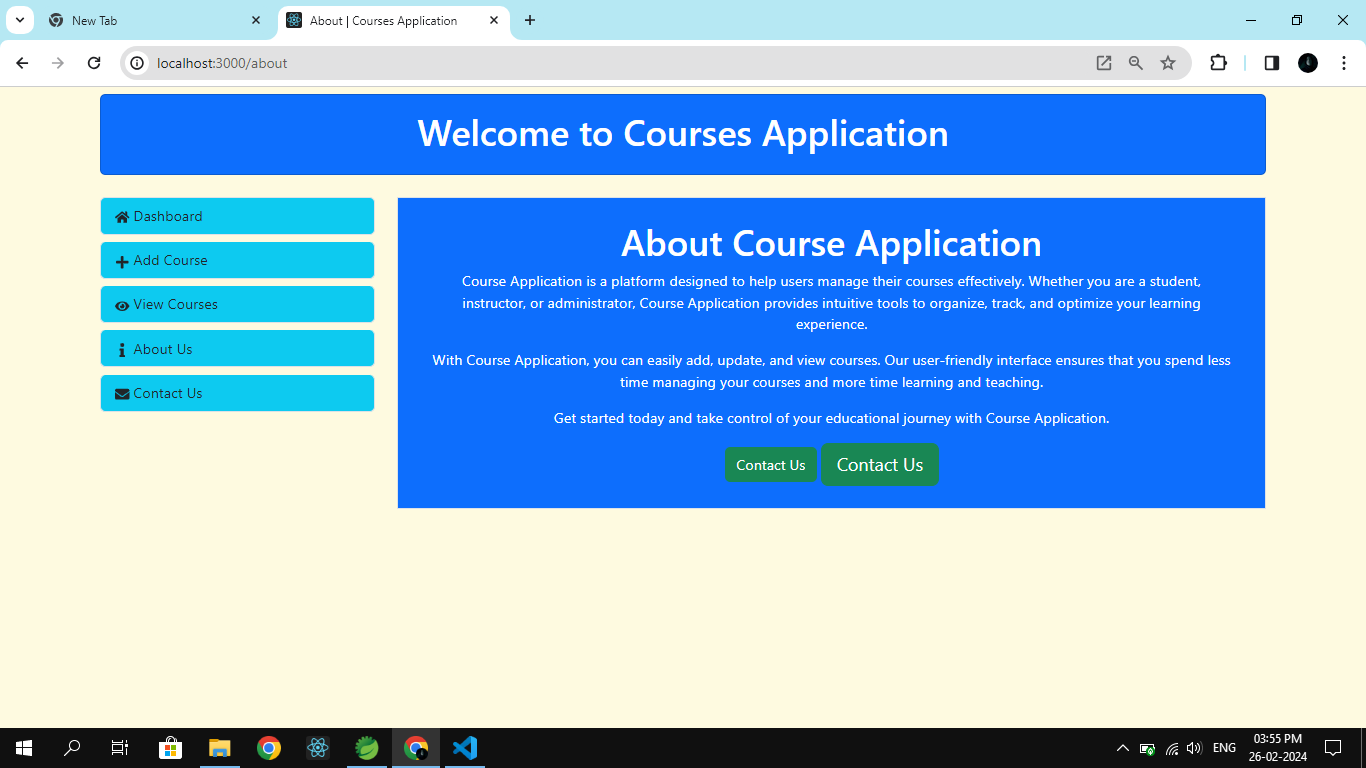 New Tab
About | Courses Application
localhost:3000/about
Welcome to Courses Application
Dashboard
Add Course
View Courses
About Us
Contact Us
About Course Application
Course Application is a platform designed to help users manage their courses effectively. Whether you are a student,
instructor, or administrator, Course Application provides intuitive tools to organize, track, and optimize your learning
experience.
With Course Application, you can easily add, update, and view courses. Our user-friendly interface ensures that you spend less
time managing your courses and more time learning and teaching.
Get started today and take control of your educational journey with Course Application.
Contact Us Contact Us
ENG
03:55 PM
26-02-2024